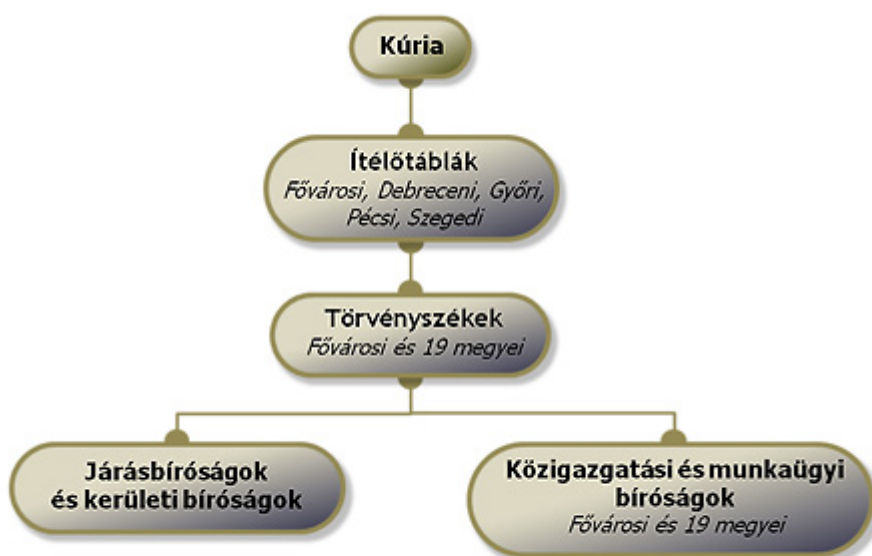 Kúria
Ítélőtáblák
Fővárosi, Debreceni, Győri,
Pécsi, Szegedi
Törvényszékek
Fővárosi és 19 megyei
Járásbíróságok
és kerületi bíróságok
Közigazgatási és munkaügyi
bíróságok
Fővárosi és 19 megyei